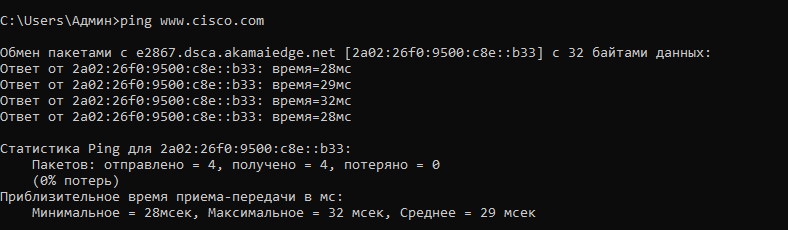 C:\Users\Админ>ping www.cisco.com
Обмен пакетами с e2867.dsca.akamaiedge.net [2a02:26f0:9500:c8e::b33] с 32 байтами данных:
Ответ от 2a02:26f0:9500:c8e::b33: время=28мс
Ответ от 2a02:26f0:9500:c8e::b33: время=29мс
Ответ от 2a02:26f0:9500:c8e::b33: время=32мс
Ответ от 2a02:26f0:9500:c8e::b33: время=28мс
Статистика Ping для 2a02:26f0:9500:c8e::b33:
Пакетов: отправлено = 4, получено = 4, потеряно = 0
(0% потерь)
Приблизительное время приема-передачи в мс:
Минимальное = 28мсек, Максимальное = 32 мсек, Среднее = 29 мсек